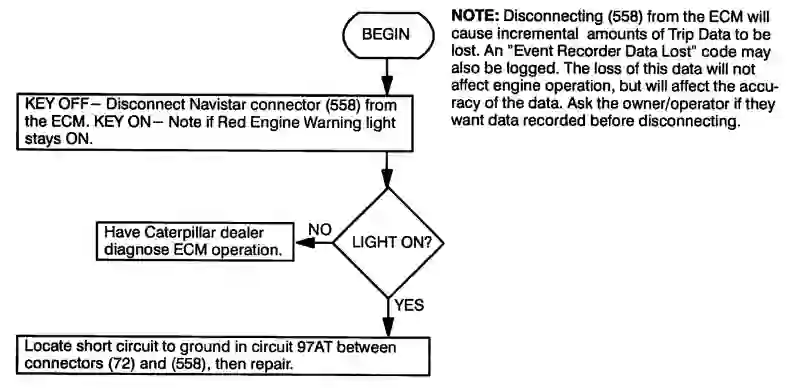 BEGIN
NOTE: Disconnecting (558) from the ECM will
cause incremental amounts of Trip Data to be
lost. An "Event Recorder Data Lost" code may
also be logged. The loss of this data will not
affect engine operation, but will affect the accu-
racy of the data. Ask the owner/operator if they
want data recorded before disconnecting.
KEY OFF– Disconnect Navistar connector (558) from
the ECM. KEY ON– Note if Red Engine Warning light
stays ON.
LIGHT ON?
NO
Have Caterpillar dealer
diagnose ECM operation.
YES
Locate short circuit to ground in circuit 97AT between
connectors (72) and (558), then repair.